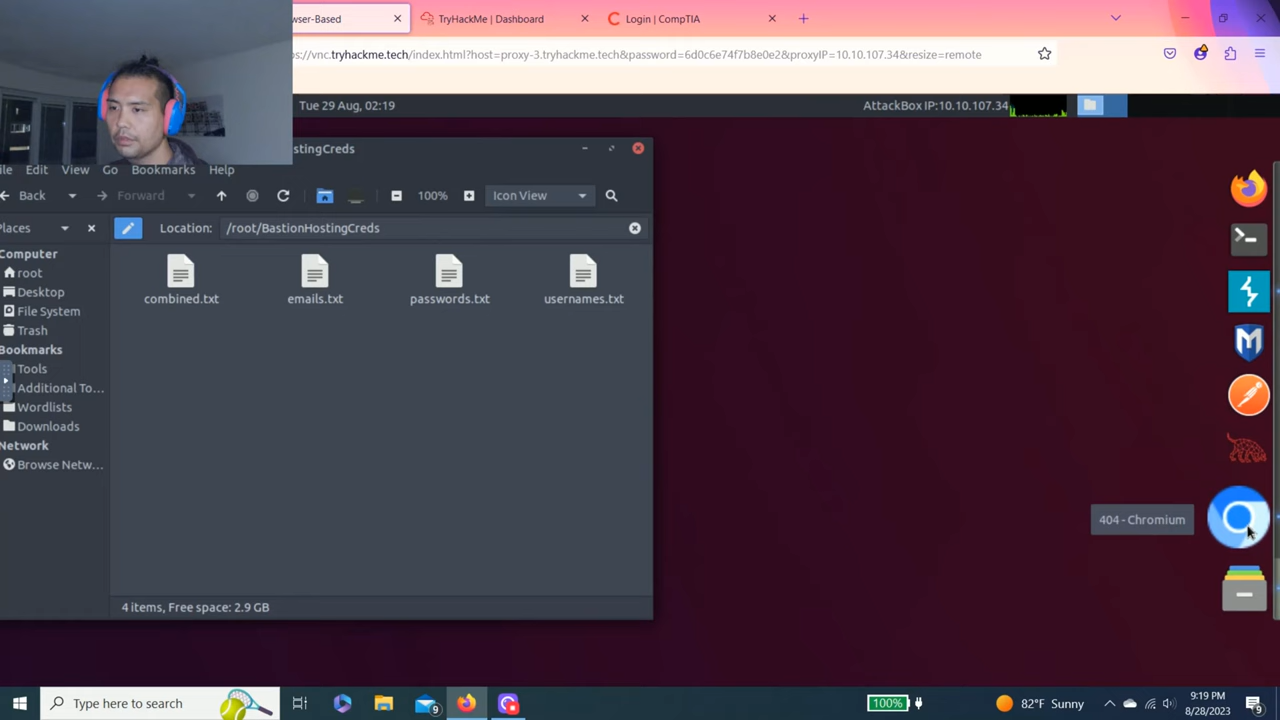 wser-Based
TryHackMe | Dashboard
Login | CompTIA
s://vnc.tryhackme.tech/index.html?host=proxy-3.tryhackme.tech&password=6d0c6e74f7b8e0e2&proxyIP=10.10.107.34&resize=remote
Tue 29 Aug, 02:19
AttackBox IP:10.10.107.34
stingCreds
ile Edit View Go Bookmarks Help
Back Forward 100% Icon View
Places Location: /root/BastionHostingCreds
Computer
root
Desktop
File System
Trash
Bookmarks
Tools
Additional To...
Wordlists
Downloads
Network
Browse Netw...
combined.txt emails.txt passwords.txt usernames.txt
404 - Chromium
4 items, Free space: 2.9 GB
Type here to search
9
100%
82°F Sunny
9:19 PM
8/28/2023
9